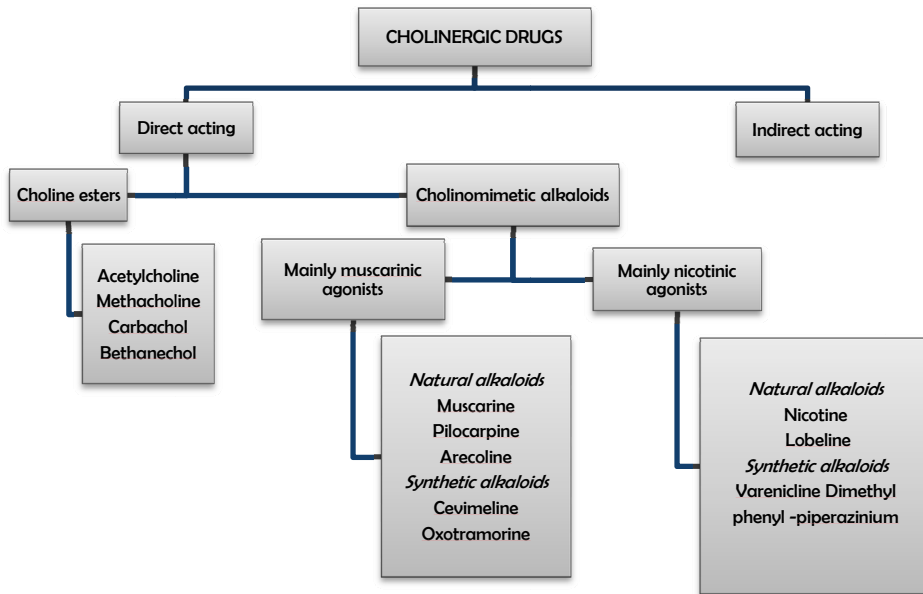 CHOLINERGIC DRUGS
Direct acting
Indirect acting
Choline esters
Cholinomimetic alkaloids
Acetylcholine
Methacholine
Carbachol
Bethanechol
Mainly muscarinic
agonists
Mainly nicotinic
agonists
Natural alkaloids
Muscarine
Pilocarpine
Arecoline
Synthetic alkaloids
Cevimeline
Oxotramorine
Natural alkaloids
Nicotine
Lobeline
Synthetic alkaloids
Varenicline Dimethyl
phenyl -piperazinium